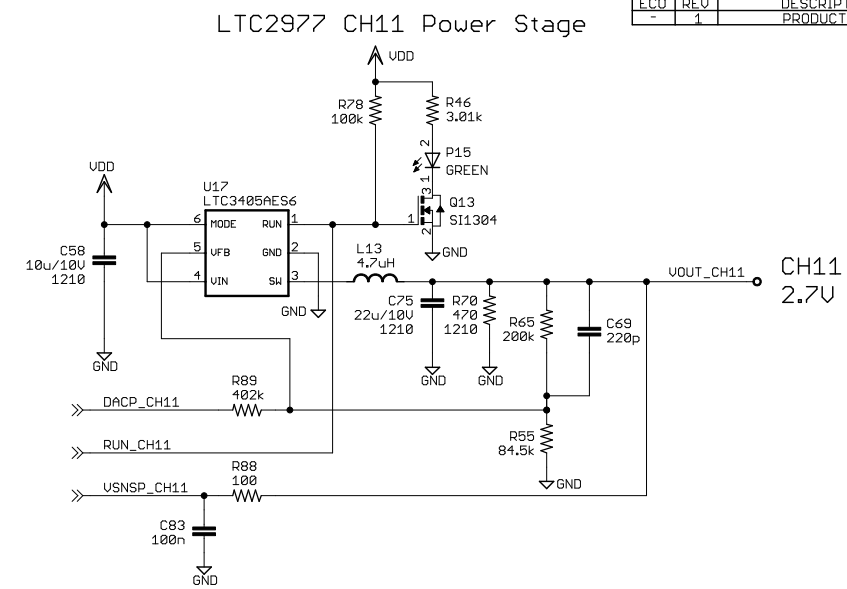 LTC2977 CH11 Power Stage
ECO REV
- 1 PRODUCT
VDD
R78
100k
R46
3.01k
2
P15
GREEN
1
3
Q13
SI1304
1
2
GND
VDD
U17
LTC3405AES6
6 MODE RUN 1
5 VFB GND 2
4 VIN SW 3
C58
10u/10V
1210
GND
GND
L13
4.7uH
VOUT_CH11
CH11
2.7V
C75
22u/10V
1210
GND
R70
470
1210
GND
R65
200k
C69
220p
R89
402k
DACP_CH11
R55
84.5k
GND
RUN_CH11
R88
100
VSNSP_CH11
C83
100n
GND